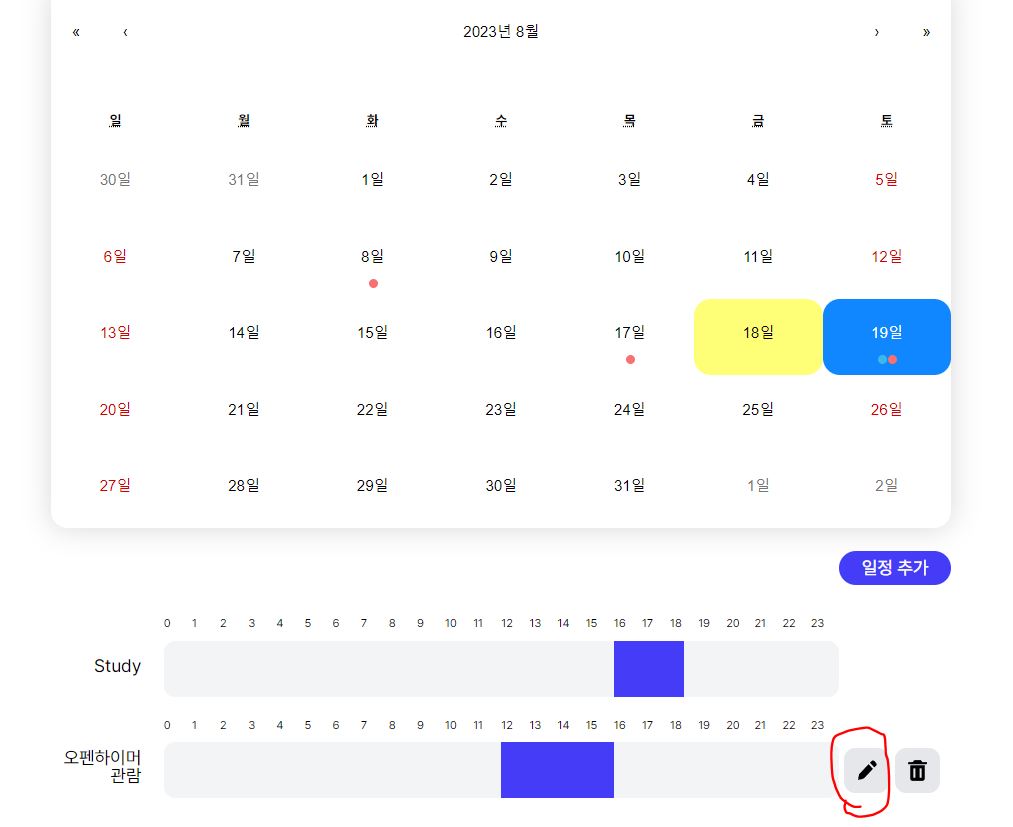 « ‹ 2023년 8월 › »
일 월 화 수 목 금 토
30일 31일 1일 2일 3일 4일 5일
6일 7일 8일 9일 10일 11일 12일
13일 14일 15일 16일 17일 18일 19일
20일 21일 22일 23일 24일 25일 26일
27일 28일 29일 30일 31일 1일 2일
일정 추가
0 1 2 3 4 5 6 7 8 9 10 11 12 13 14 15 16 17 18 19 20 21 22 23
Study
0 1 2 3 4 5 6 7 8 9 10 11 12 13 14 15 16 17 18 19 20 21 22 23
오펜하이머
관람